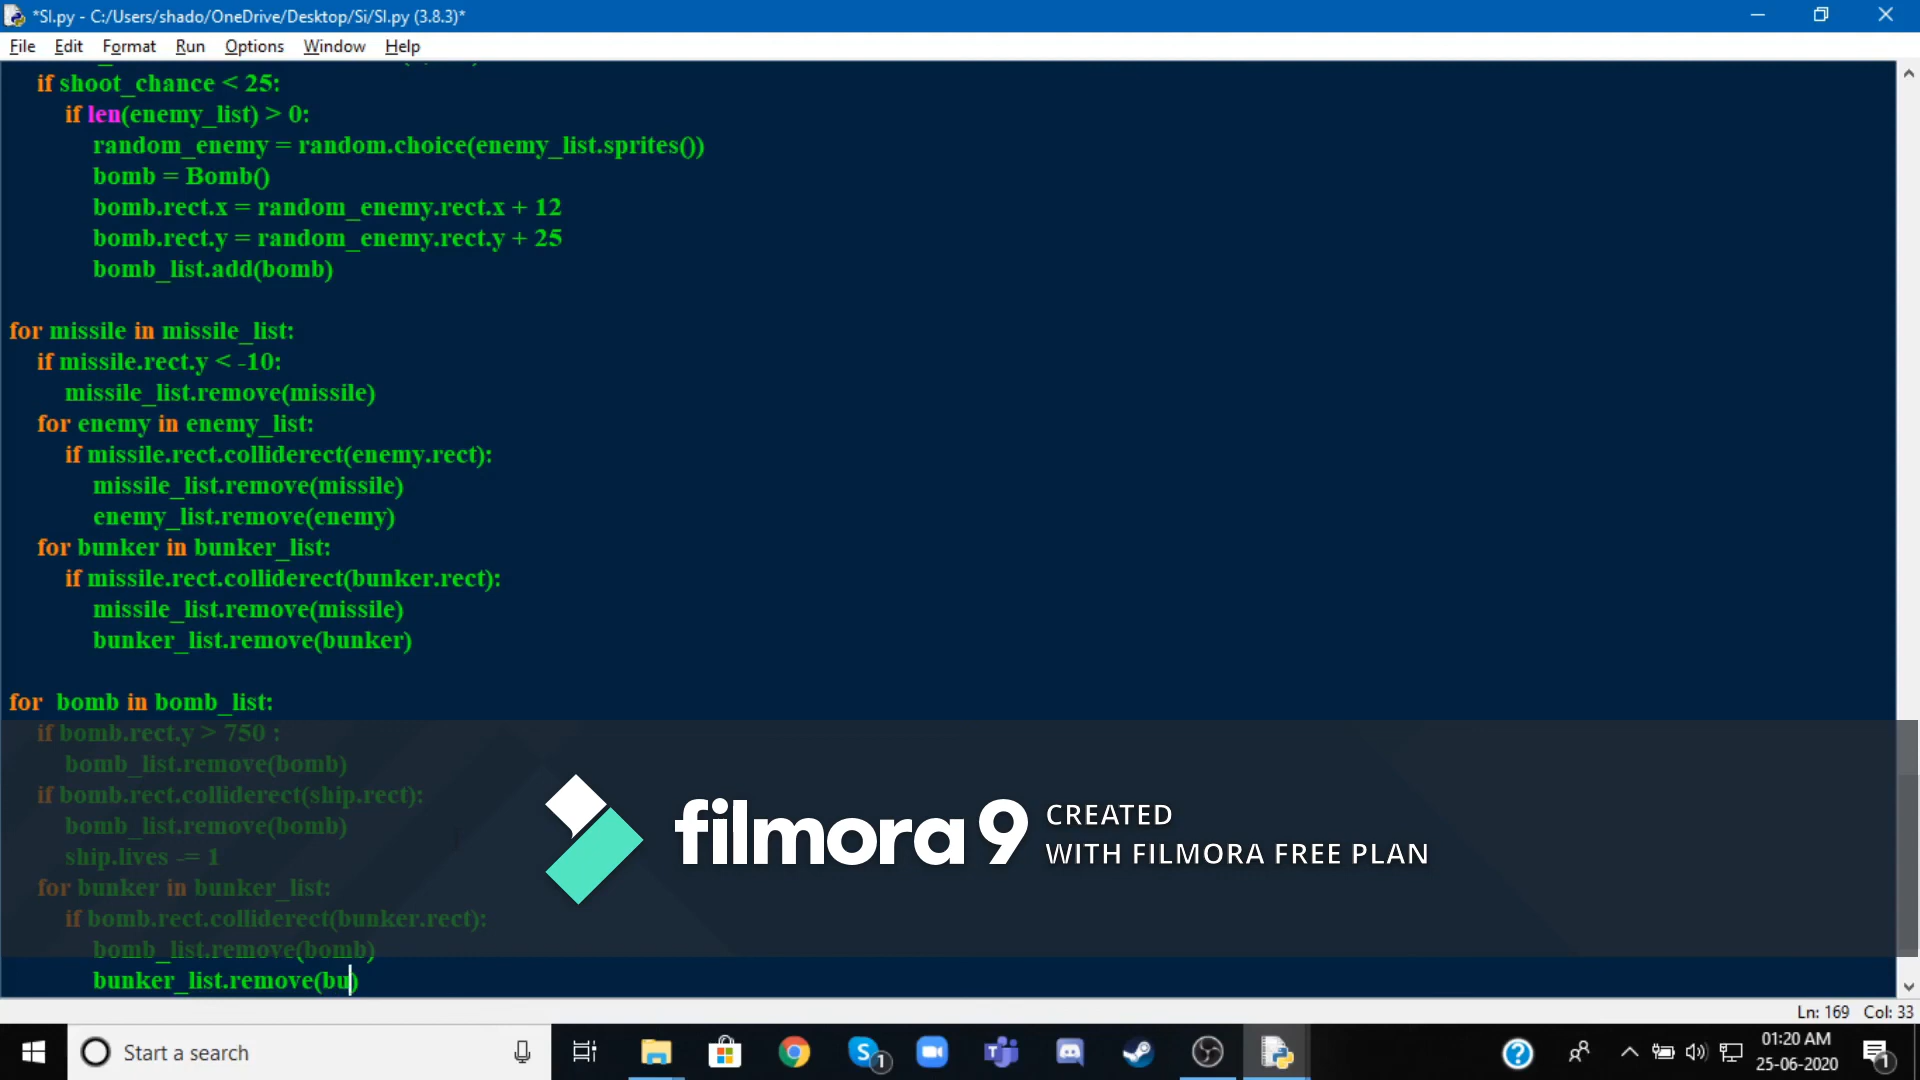 *SI.py - C:/Users/shado/OneDrive/Desktop/Si/SI.py (3.8.3)*
File Edit Format Run Options Window Help
if shoot_chance < 25:
if len(enemy_list) > 0:
random_enemy = random.choice(enemy_list.sprites())
bomb = Bomb()
bomb.rect.x = random_enemy.rect.x + 12
bomb.rect.y = random_enemy.rect.y + 25
bomb_list.add(bomb)
for missile in missile_list:
if missile.rect.y < -10:
missile_list.remove(missile)
for enemy in enemy_list:
if missile.rect.colliderect(enemy.rect):
missile_list.remove(missile)
enemy_list.remove(enemy)
for bunker in bunker_list:
if missile.rect.colliderect(bunker.rect):
missile_list.remove(missile)
bunker_list.remove(bunker)
for  bomb in bomb_list:
if bomb.rect.y > 750 :
bomb_list.remove(bomb)
if bomb.rect.colliderect(ship.rect):
bomb_list.remove(bomb)
ship.lives -= 1
for bunker in bunker_list:
if bomb.rect.colliderect(bunker.rect):
bomb_list.remove(bomb)
bunker_list.remove(bu)
filmora 9 CREATED
WITH FILMORA FREE PLAN
Ln: 169 Col: 33
Start a search
1
01:20 AM
25-06-2020
1